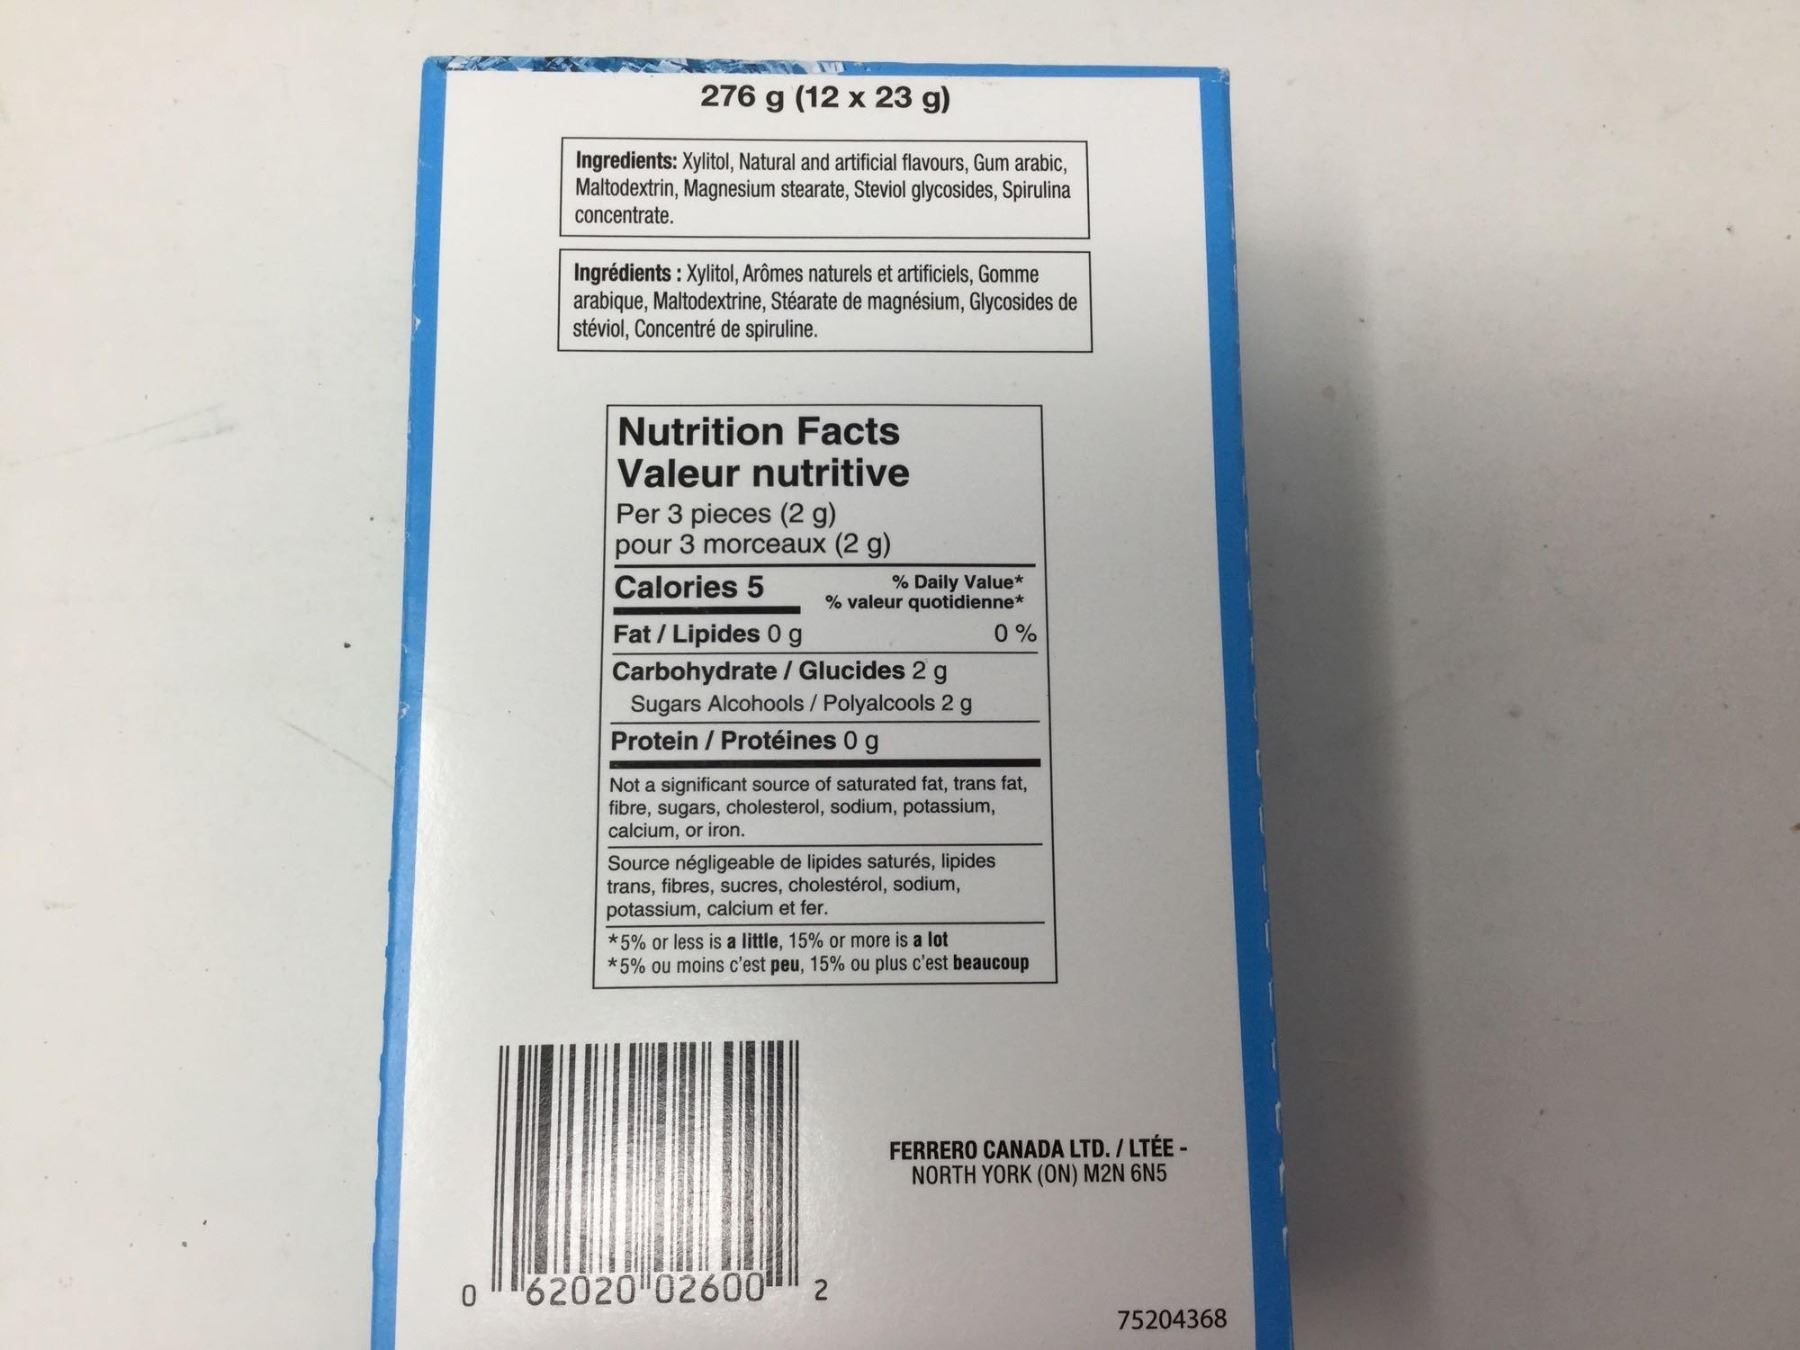 276 g (12 x 23 g)
Ingredients: Xylitol, Natural and artificial flavours, Gum arabic,
Maltodextrin, Magnesium stearate, Steviol glycosides, Spirulina
concentrate.
Ingrédients : Xylitol, Arômes naturels et artificiels, Gomme
arabique, Maltodextrine, Stéarate de magnésium, Glycosides de
stéviol, Concentré de spiruline.
Nutrition Facts
Valeur nutritive
Per 3 pieces (2 g)
pour 3 morceaux (2 g)
Calories 5
% Daily Value*
% valeur quotidienne*
Fat / Lipides 0 g 0 %
Carbohydrate / Glucides 2 g
Sugars Alcohools / Polyalcools 2 g
Protein / Protéines 0 g
Not a significant source of saturated fat, trans fat,
fibre, sugars, cholesterol, sodium, potassium,
calcium, or iron.
Source négligeable de lipides saturés, lipides
trans, fibres, sucres, cholestérol, sodium,
potassium, calcium et fer.
*5% or less is a little, 15% or more is a lot
*5% ou moins c'est peu, 15% ou plus c'est beaucoup
FERRERO CANADA LTD. / LTÉE -
NORTH YORK (ON) M2N 6N5
0 62020 02600 2
75204368